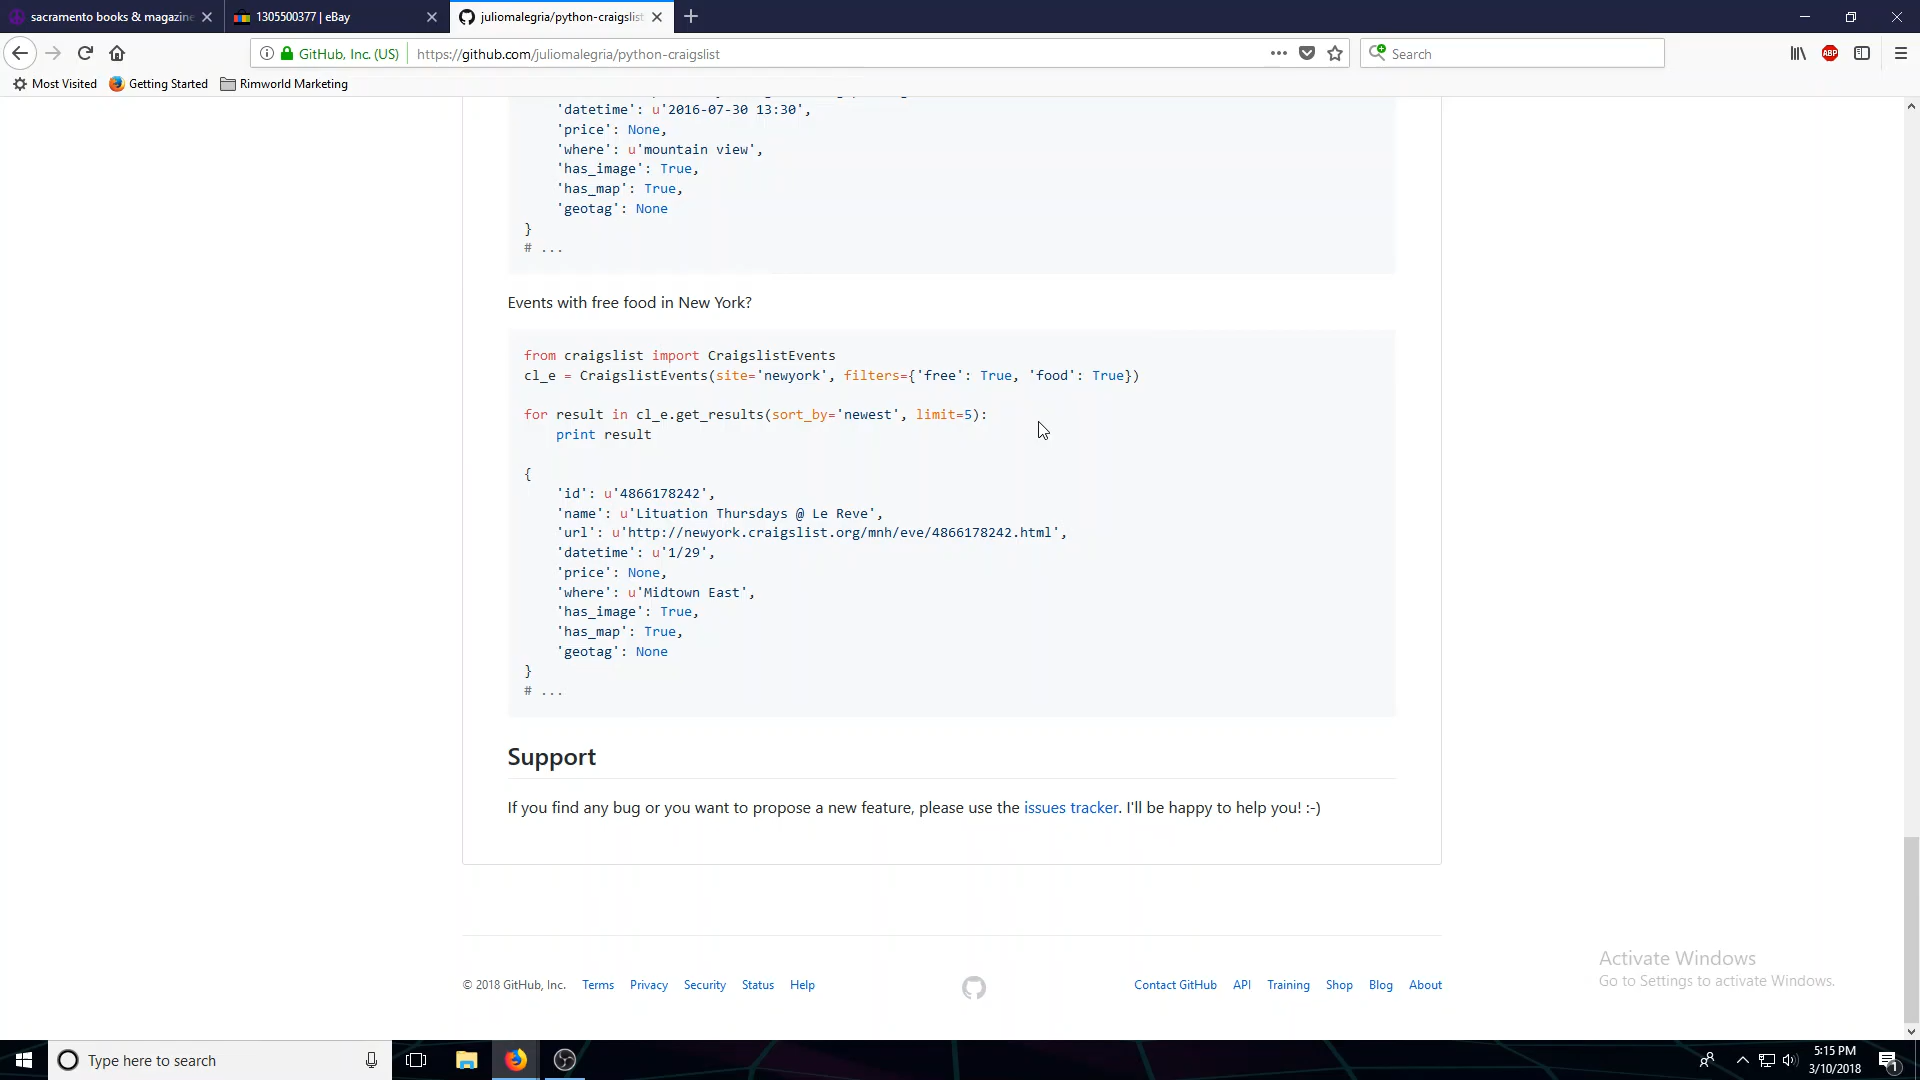 sacramento books & magazine
1305500377 | eBay
juliomalegria/python-craigslist
GitHub, Inc. (US)
https://github.com/juliomalegria/python-craigslist
Search
Most Visited
Getting Started
Rimworld Marketing
'datetime': u'2016-07-30 13:30',
'price': None,
'where': u'mountain view',
'has_image': True,
'has_map': True,
'geotag': None
}
# ...
Events with free food in New York?
from craigslist import CraigslistEvents
cl_e = CraigslistEvents(site='newyork', filters={'free': True, 'food': True})
for result in cl_e.get_results(sort_by='newest', limit=5):
print result
{
'id': u'4866178242',
'name': u'Lituation Thursdays @ Le Reve',
'url': u'http://newyork.craigslist.org/mnh/eve/4866178242.html',
'datetime': u'1/29',
'price': None,
'where': u'Midtown East',
'has_image': True,
'has_map': True,
'geotag': None
}
# ...
Support
If you find any bug or you want to propose a new feature, please use the issues tracker. I'll be happy to help you! :-)
© 2018 GitHub, Inc. Terms Privacy Security Status Help
Contact GitHub API Training Shop Blog About
Activate Windows
Go to Settings to activate Windows.
Type here to search
5:15 PM
3/10/2018
ABP
1